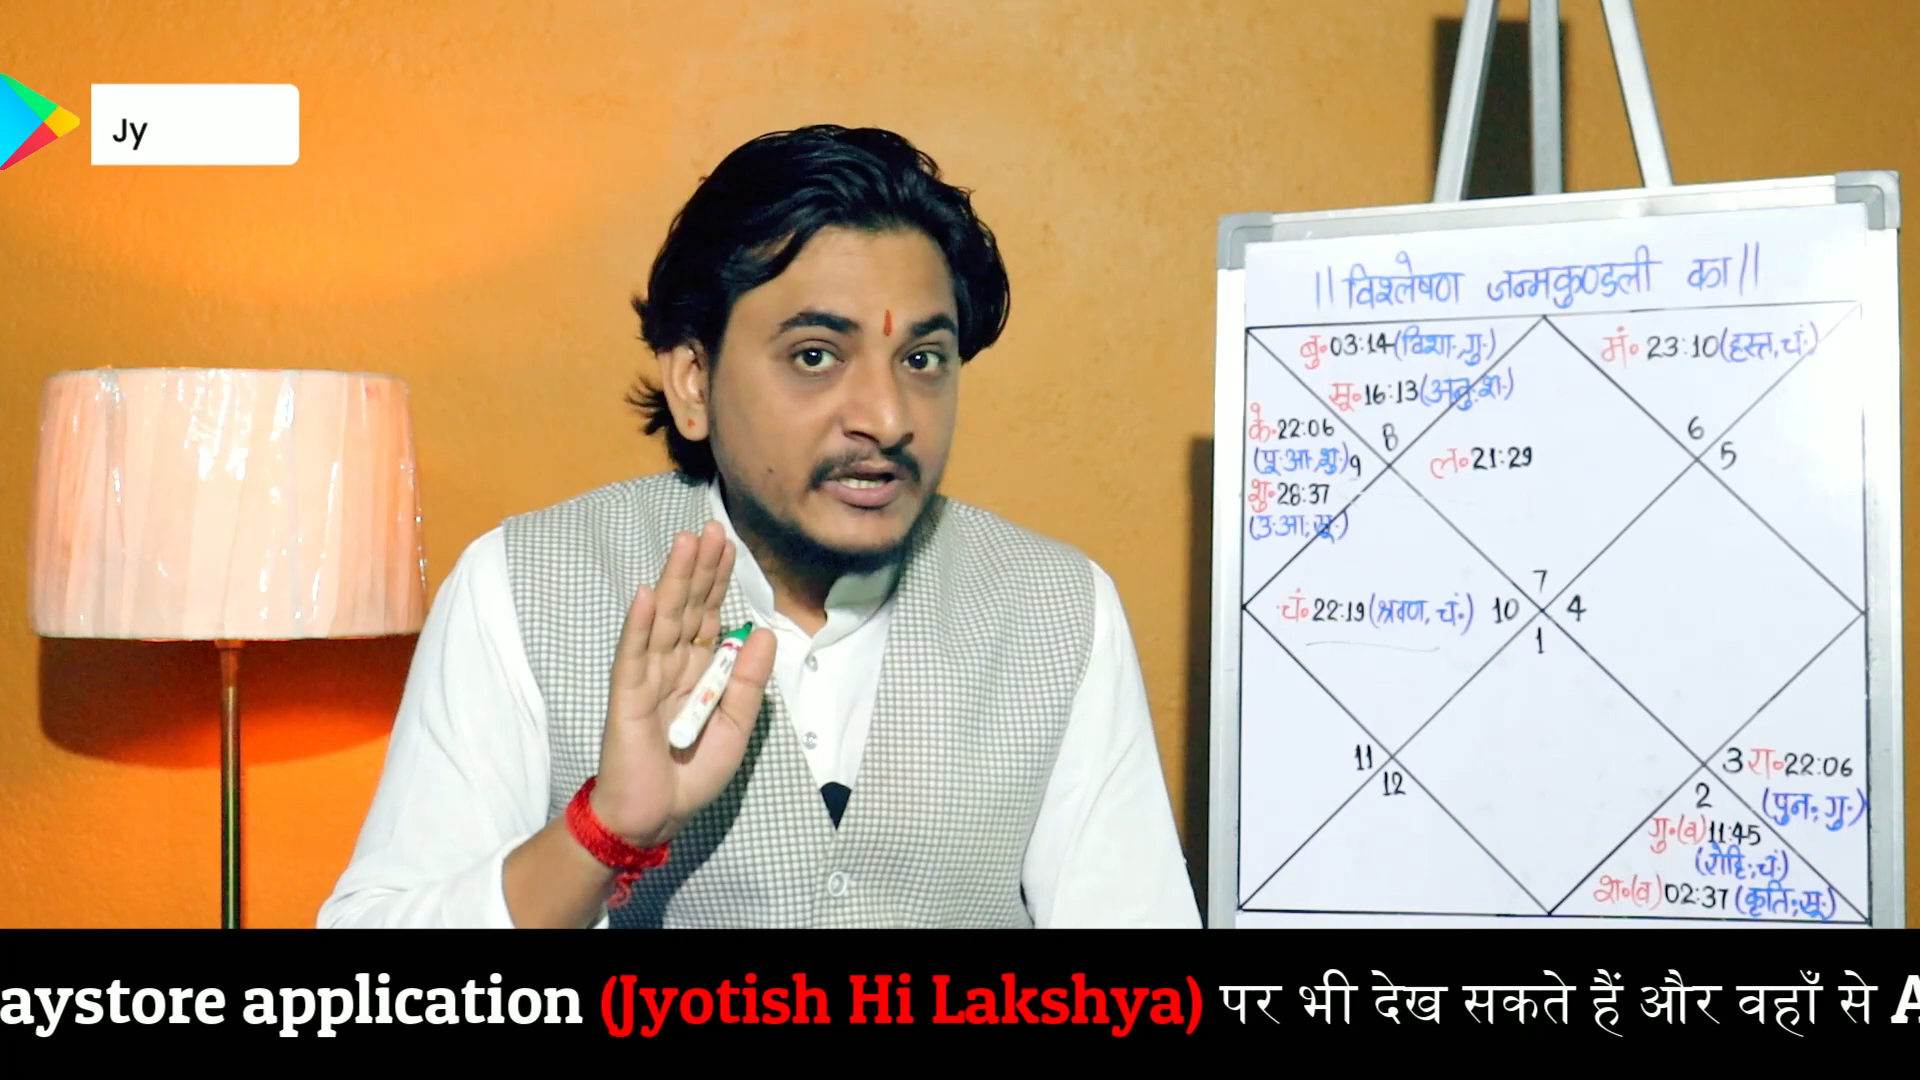 Jy
||विश्लेषण जन्मकुण्डली का||
बु॰03:14(विशा॰,गु॰)
सू॰16:13(अनु॰,श॰)
के॰22:06
(पू॰आ॰,शु॰)
शु॰28:37
(उ॰आ॰,सू॰)
9
8
ल॰21:29
मं॰ 23:10(हस्त,चं॰)
6
5
चं॰22:19(श्रवण, चं॰)
10
7
4
1
11
12
3
रा॰22:06
(पुन॰,गु॰)
2
गु॰(व)11:45
(रोहि॰,चं॰)
श॰(व)02:37(कृति॰,सू॰)
aystore application (Jyotish Hi Lakshya) पर भी देख सकते हैं और वहाँ से A